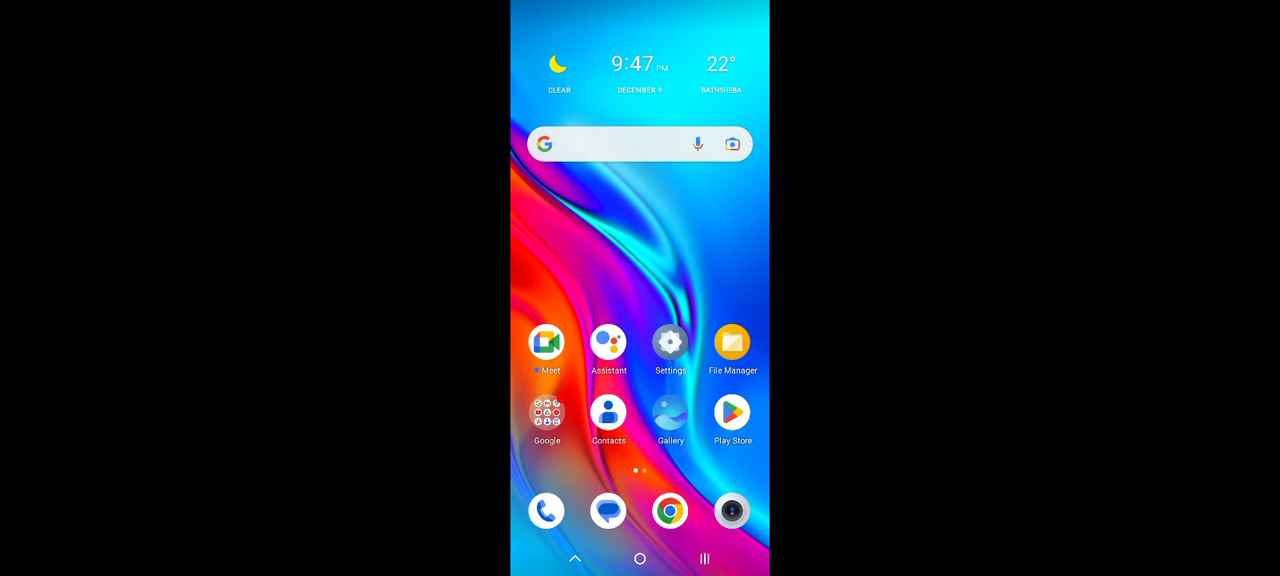 9:47 PM
22°
CLEAR
DECEMBER 9
BATHSHEBA
Meet
Assistant
Settings
File Manager
Google
Contacts
Gallery
Play Store